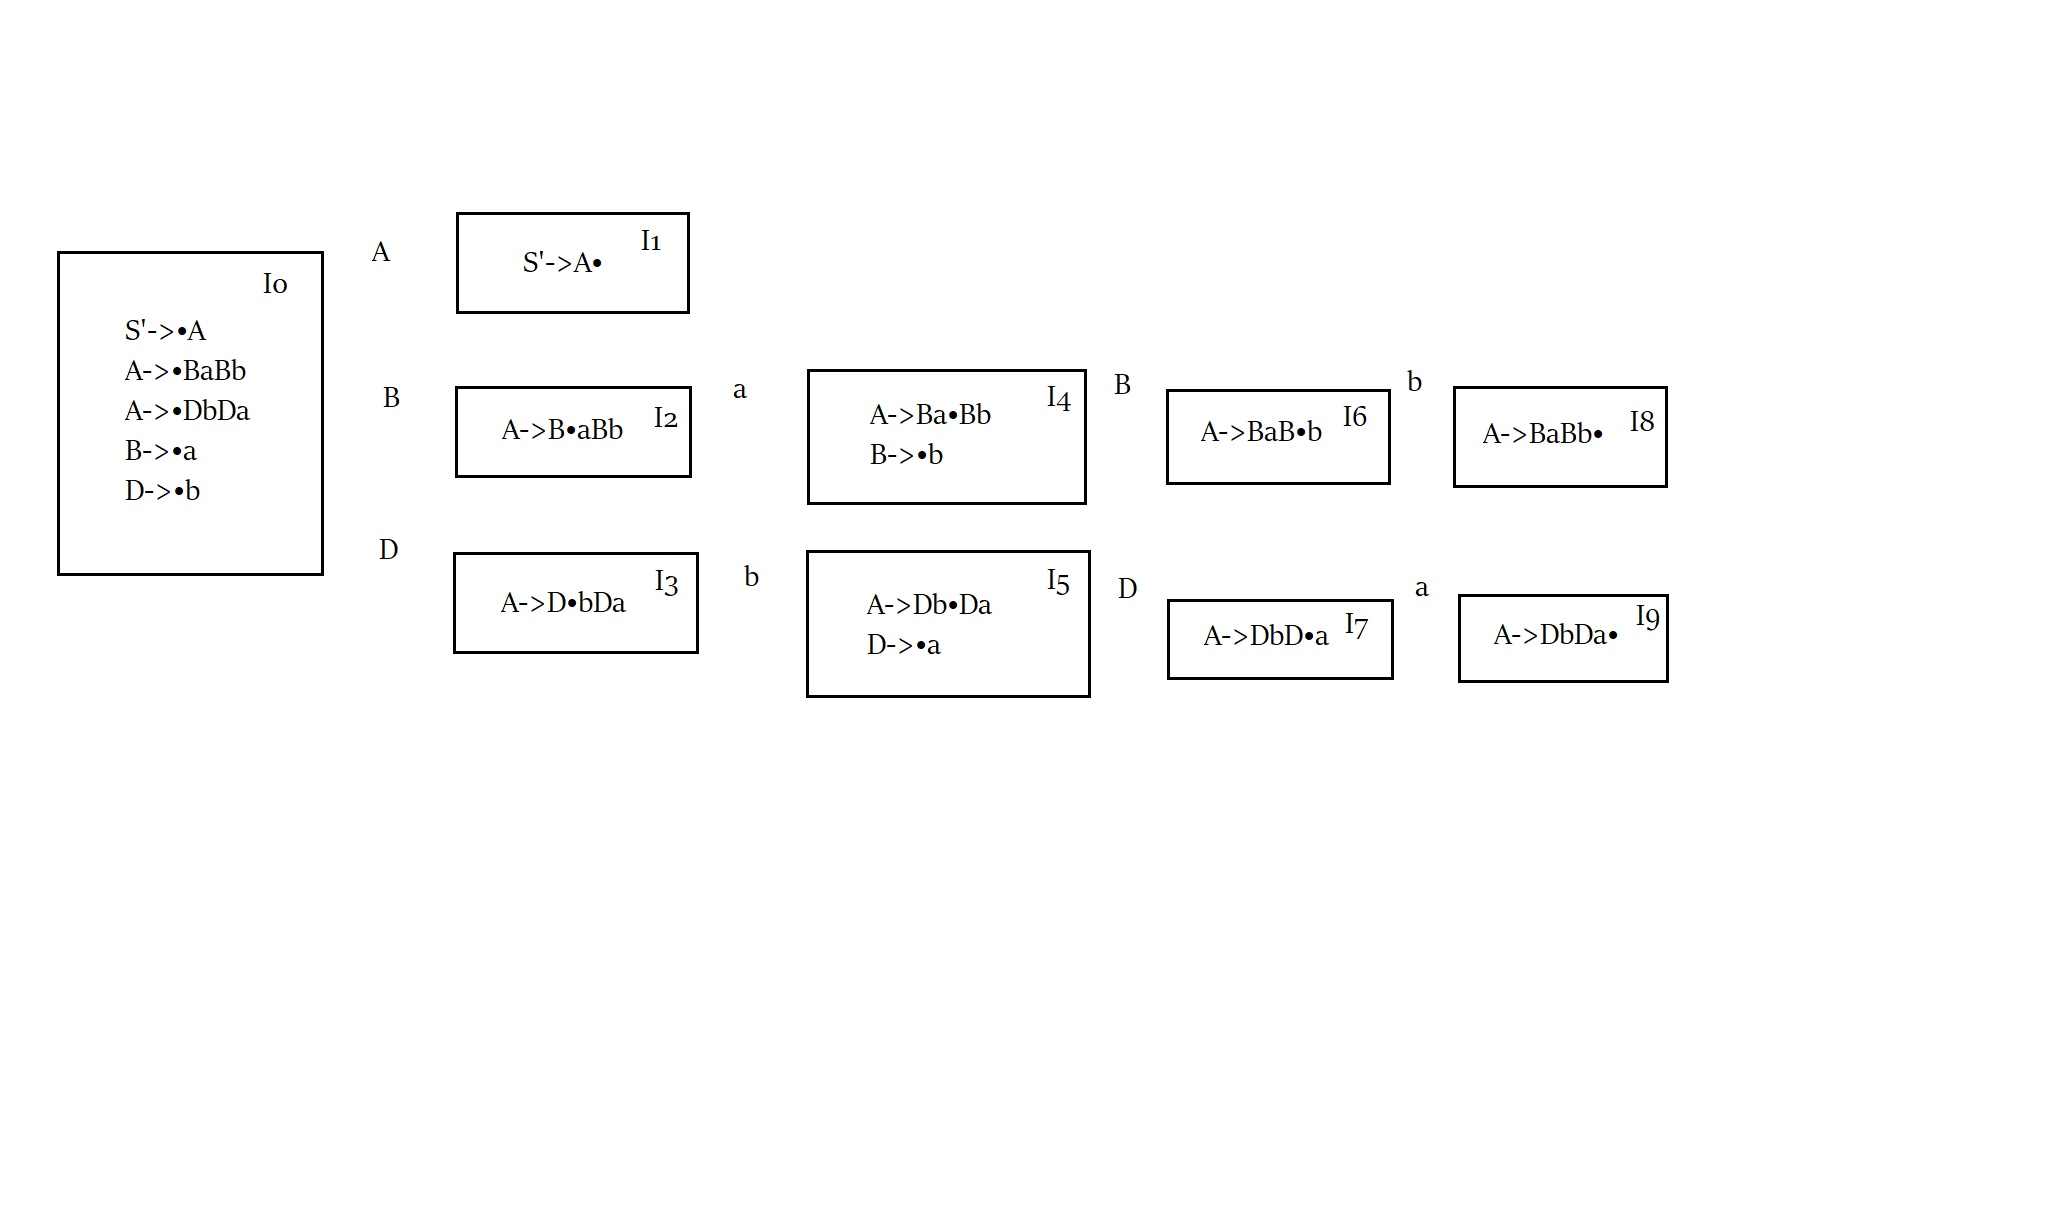 I0
S'->•A
A->•BaBb
A->•DbDa
B->•a
D->•b
A
I1
S'->A•
B
I2
A->B•aBb
a
I4
A->Ba•Bb
B->•b
B
I6
A->BaB•b
b
I8
A->BaBb•
D
I3
A->D•bDa
b
I5
A->Db•Da
D->•a
D
I7
A->DbD•a
a
I9
A->DbDa•